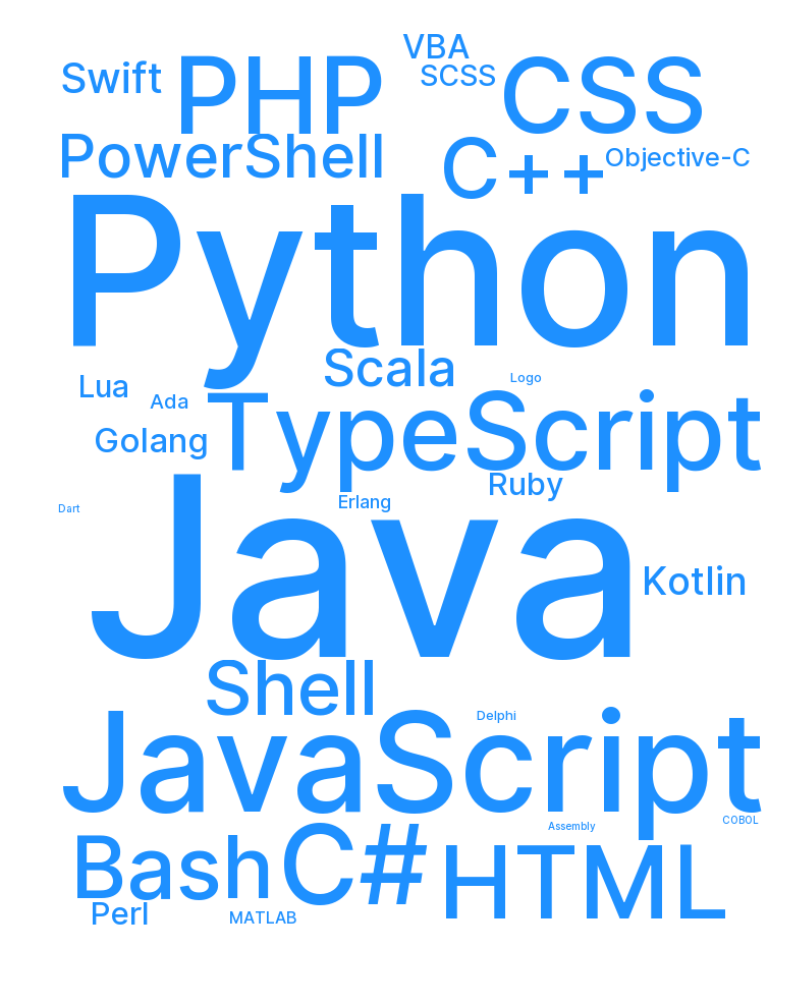 VBA
Swift
PHP
SCSS
CSS
PowerShell
C++
Objective-C
Python
Scala
Logo
Lua
Ada
TypeScript
Golang
Ruby
Erlang
Dart
Java
Kotlin
Shell
Delphi
JavaScript
COBOL
Assembly
Bash
C#
HTML
Perl
MATLAB